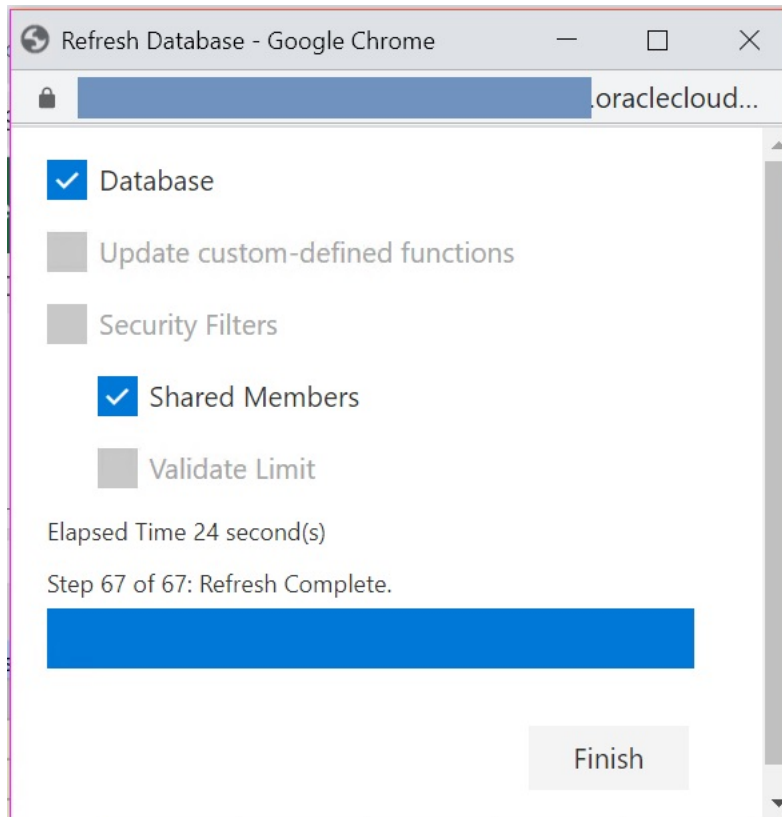 Refresh Database - Google Chrome
.oraclecloud...
Database
Update custom-defined functions
Security Filters
Shared Members
Validate Limit
Elapsed Time 24 second(s)
Step 67 of 67: Refresh Complete.
Finish